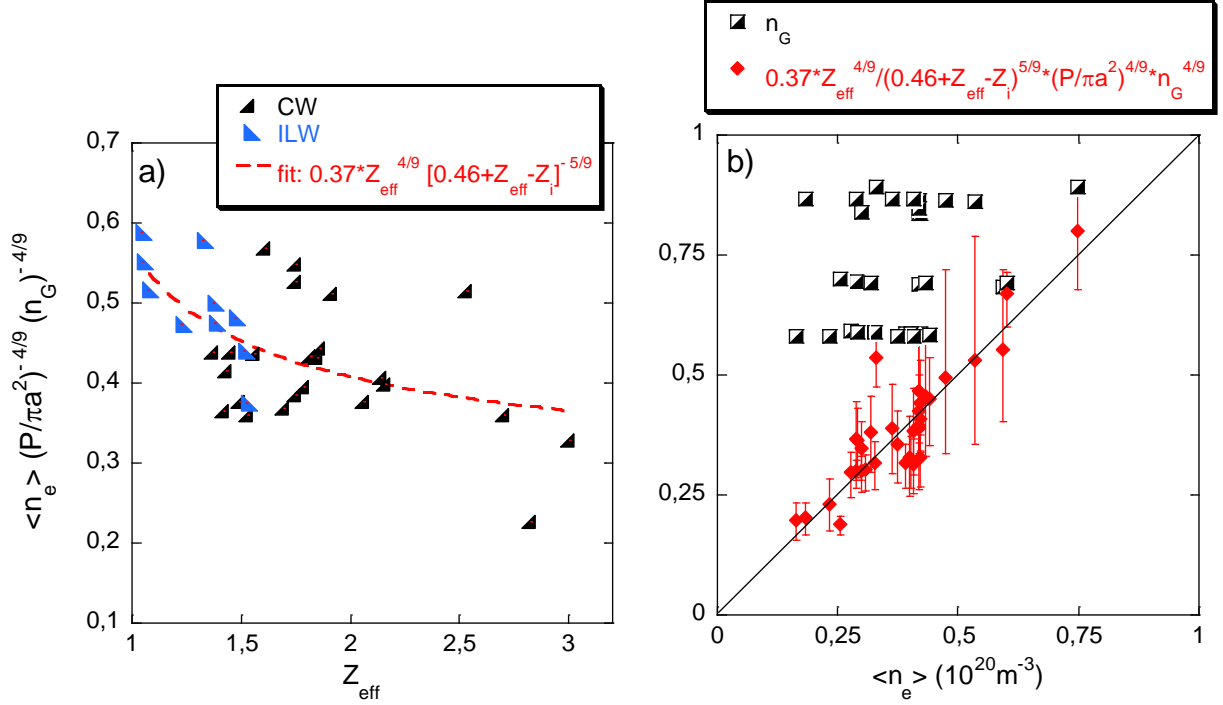 CW
ILW
fit: 0.37*Z_eff^4/9 [0.46+Z_eff-Z_i]^-5/9
a)
0,7
0,6
0,5
0,4
0,3
0,2
0,1
1
1,5
2
2,5
3
Z_eff
<n_e> (P/πa²)^-4/9 (n_G)^-4/9
n_G
0.37*Z_eff^4/9/(0.46+Z_eff-Z_i)^5/9*(P/πa²)^4/9*n_G^4/9
b)
1
0,75
0,5
0,25
0
0
0,25
0,5
0,75
1
<n_e> (10^20m^-3)